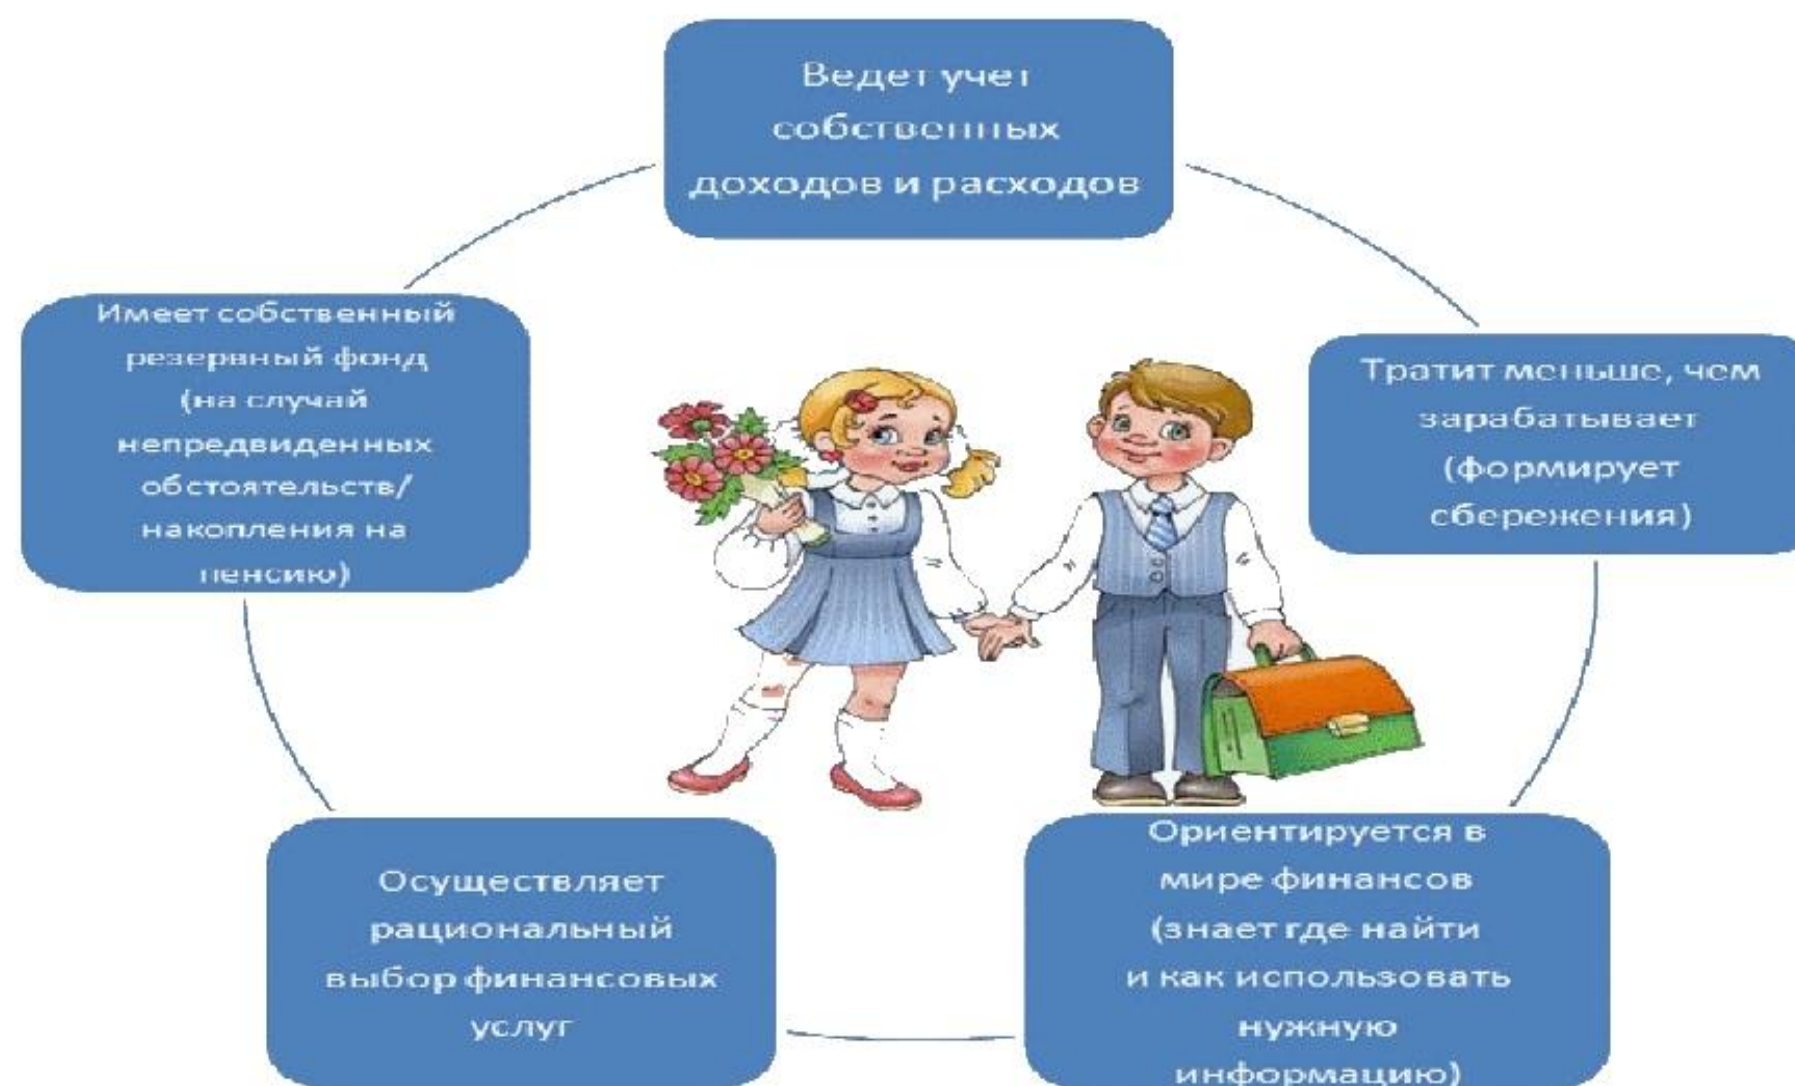 Ведет учет
собственных
доходов и расходов
Тратит меньше, чем
зарабатывает
(формирует
сбережения)
Ориентируется в
мире финансов
(знает где найти
и как использовать
нужную
информацию)
Осуществляет
рациональный
выбор финансовых
услуг
Имеет собственный
резервный фонд
(на случай
непредвиденных
обстоятельств/
накопления на
пенсию)